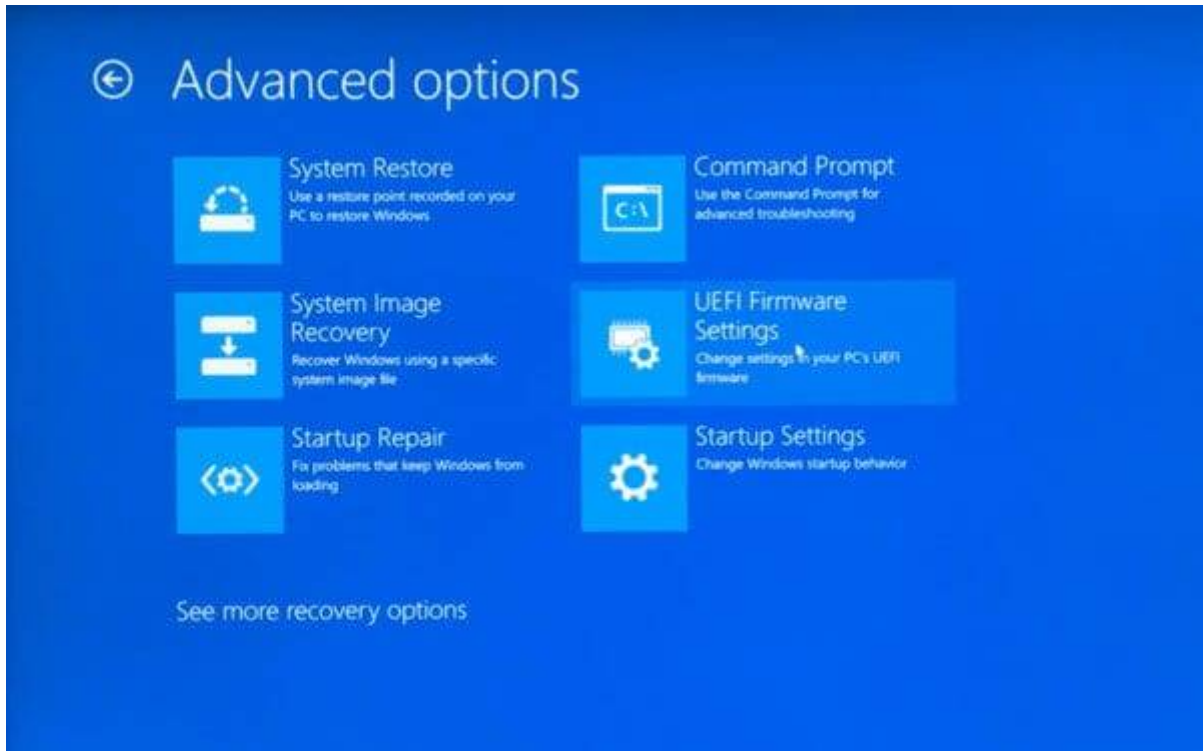 Advanced options
System Restore
Use a restore point recorded on your
PC to restore Windows
Command Prompt
Use the Command Prompt for
advanced troubleshooting
C:\
System Image
Recovery
Recover Windows using a specific
system image file
UEFI Firmware
Settings
Change settings in your PC's UEFI
firmware
Startup Repair
Fix problems that keep Windows from
loading
Startup Settings
Change Windows startup behavior
See more recovery options